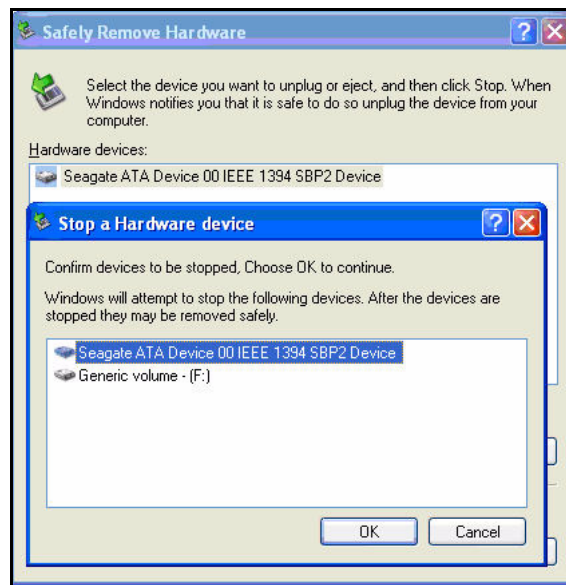 Safely Remove Hardware
Select the device you want to unplug or eject, and then click Stop. When
Windows notifies you that it is safe to do so unplug the device from your
computer.
Hardware devices:
Seagate ATA Device 00 IEEE 1394 SBP2 Device
Stop a Hardware device
Confirm devices to be stopped, Choose OK to continue.
Windows will attempt to stop the following devices. After the devices are
stopped they may be removed safely.
Seagate ATA Device 00 IEEE 1394 SBP2 Device
Generic volume - (F:)
OK Cancel